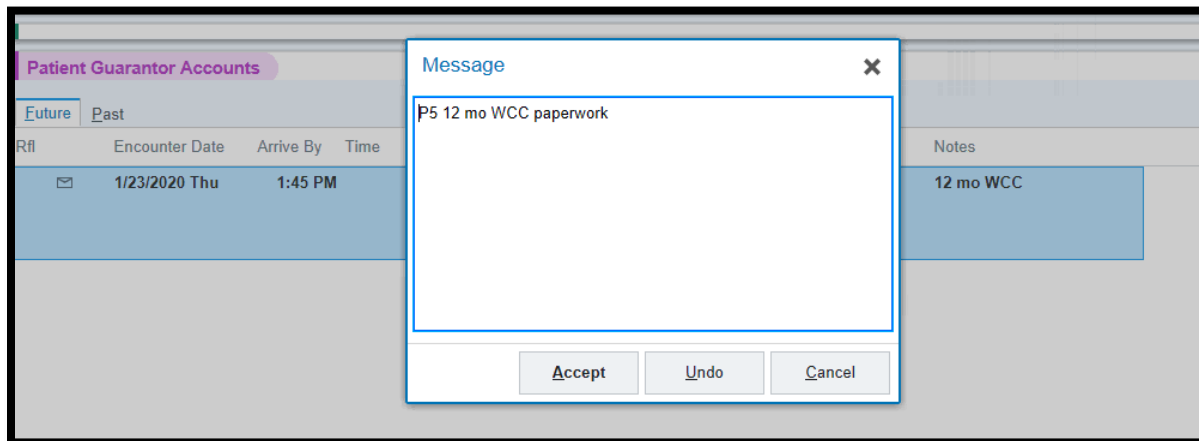 Patient Guarantor Accounts
Future Past
Rfl Encounter Date Arrive By Time Notes
1/23/2020 Thu 1:45 PM 12 mo WCC
Message
P5 12 mo WCC paperwork
Accept Undo Cancel